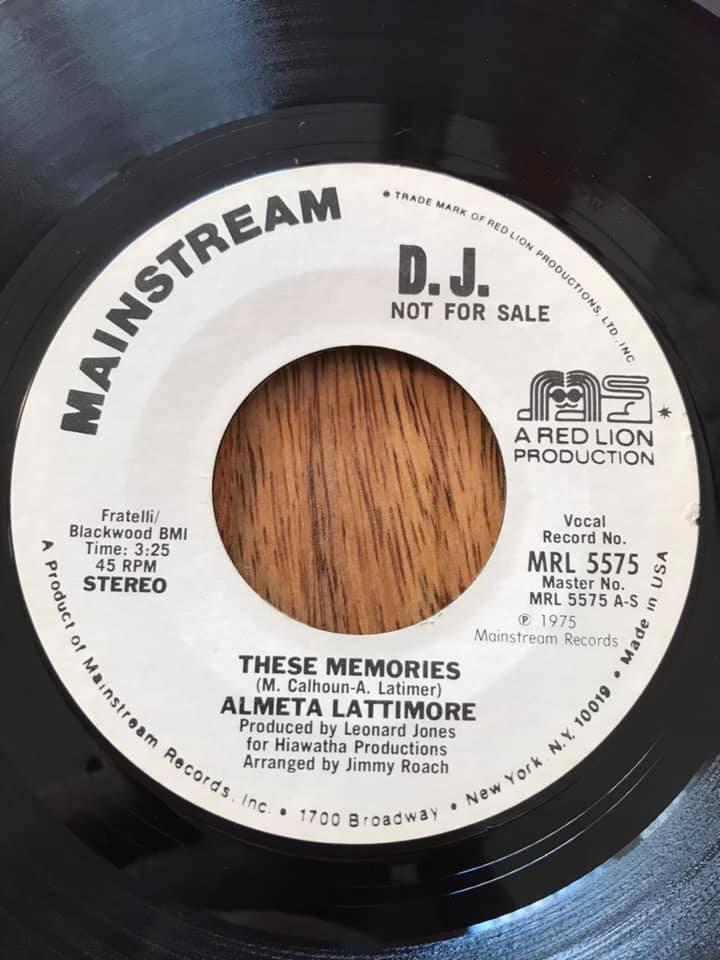 MAINSTREAM
* TRADE MARK OF RED LION PRODUCTIONS, LTD., INC.
D.J.
NOT FOR SALE
MS*
A RED LION
PRODUCTION
Fratelli/
Blackwood BMI
Time: 3:25
45 RPM
STEREO
Vocal
Record No.
MRL 5575
Master No.
MRL 5575 A-S
℗ 1975
Mainstream Records
THESE MEMORIES
(M. Calhoun-A. Latimer)
ALMETA LATTIMORE
Produced by Leonard Jones
for Hiawatha Productions
Arranged by Jimmy Roach
A Product of Mainstream Records, Inc. • 1700 Broadway • New York, N.Y. 10019 • Made in USA